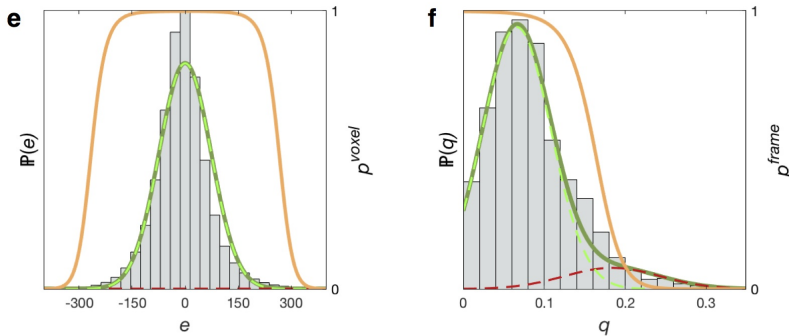 e
ℙ(e)
1
p^voxel
0
-300 -150 0 150 300
e
f
ℙ(q)
1
p^frame
0
0 0.1 0.2 0.3
q